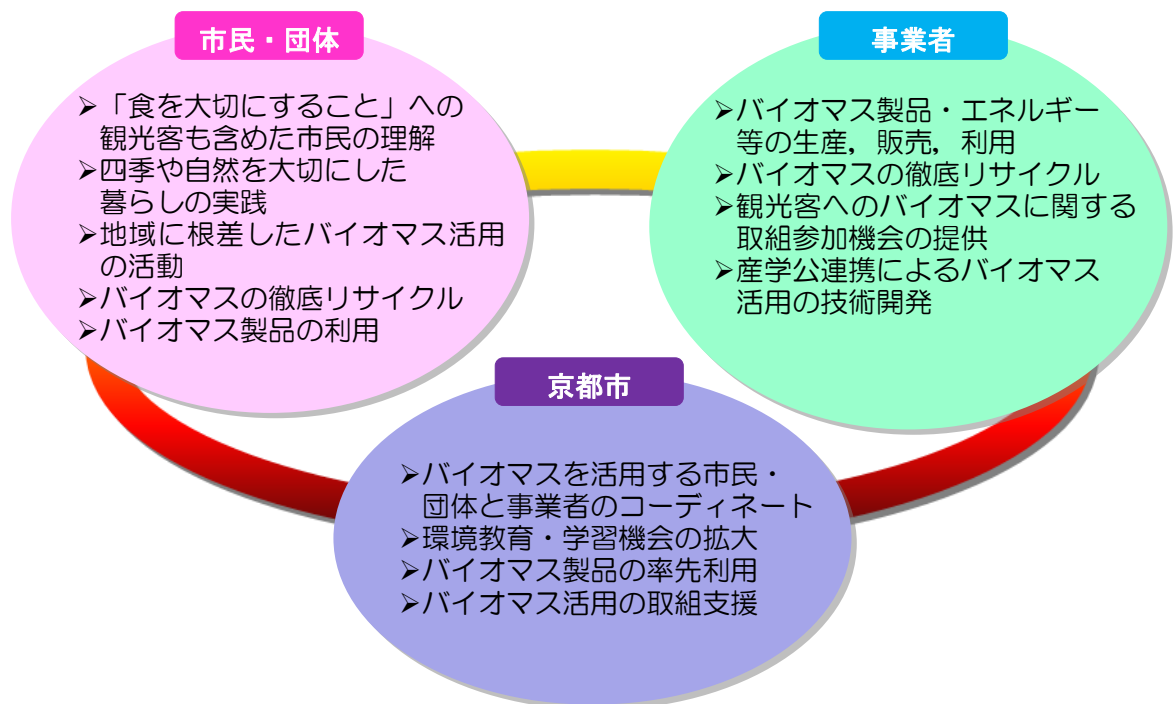 市民・団体
➢「食を大切にすること」への
観光客も含めた市民の理解
➢四季や自然を大切にした
暮らしの実践
➢地域に根差したバイオマス活用
の活動
➢バイオマスの徹底リサイクル
➢バイオマス製品の利用
事業者
➢バイオマス製品・エネルギー
等の生産，販売，利用
➢バイオマスの徹底リサイクル
➢観光客へのバイオマスに関する
取組参加機会の提供
➢産学公連携によるバイオマス
活用の技術開発
京都市
➢バイオマスを活用する市民・
団体と事業者のコーディネート
➢環境教育・学習機会の拡大
➢バイオマス製品の率先利用
➢バイオマス活用の取組支援